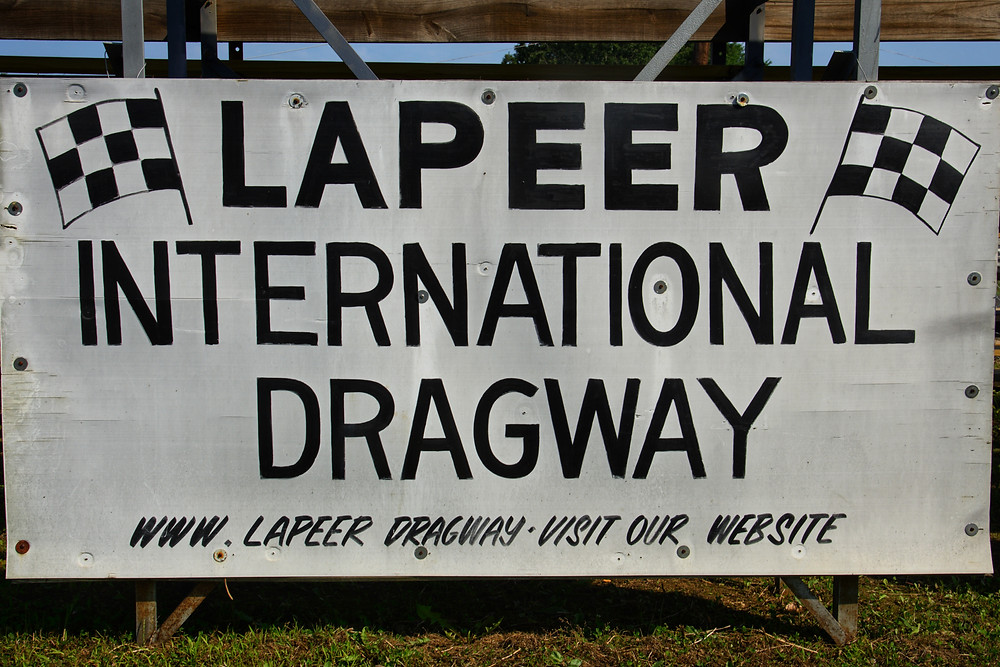 LAPEER
INTERNATIONAL
DRAGWAY
WWW. LAPEER DRAGWAY · VISIT OUR WEBSITE